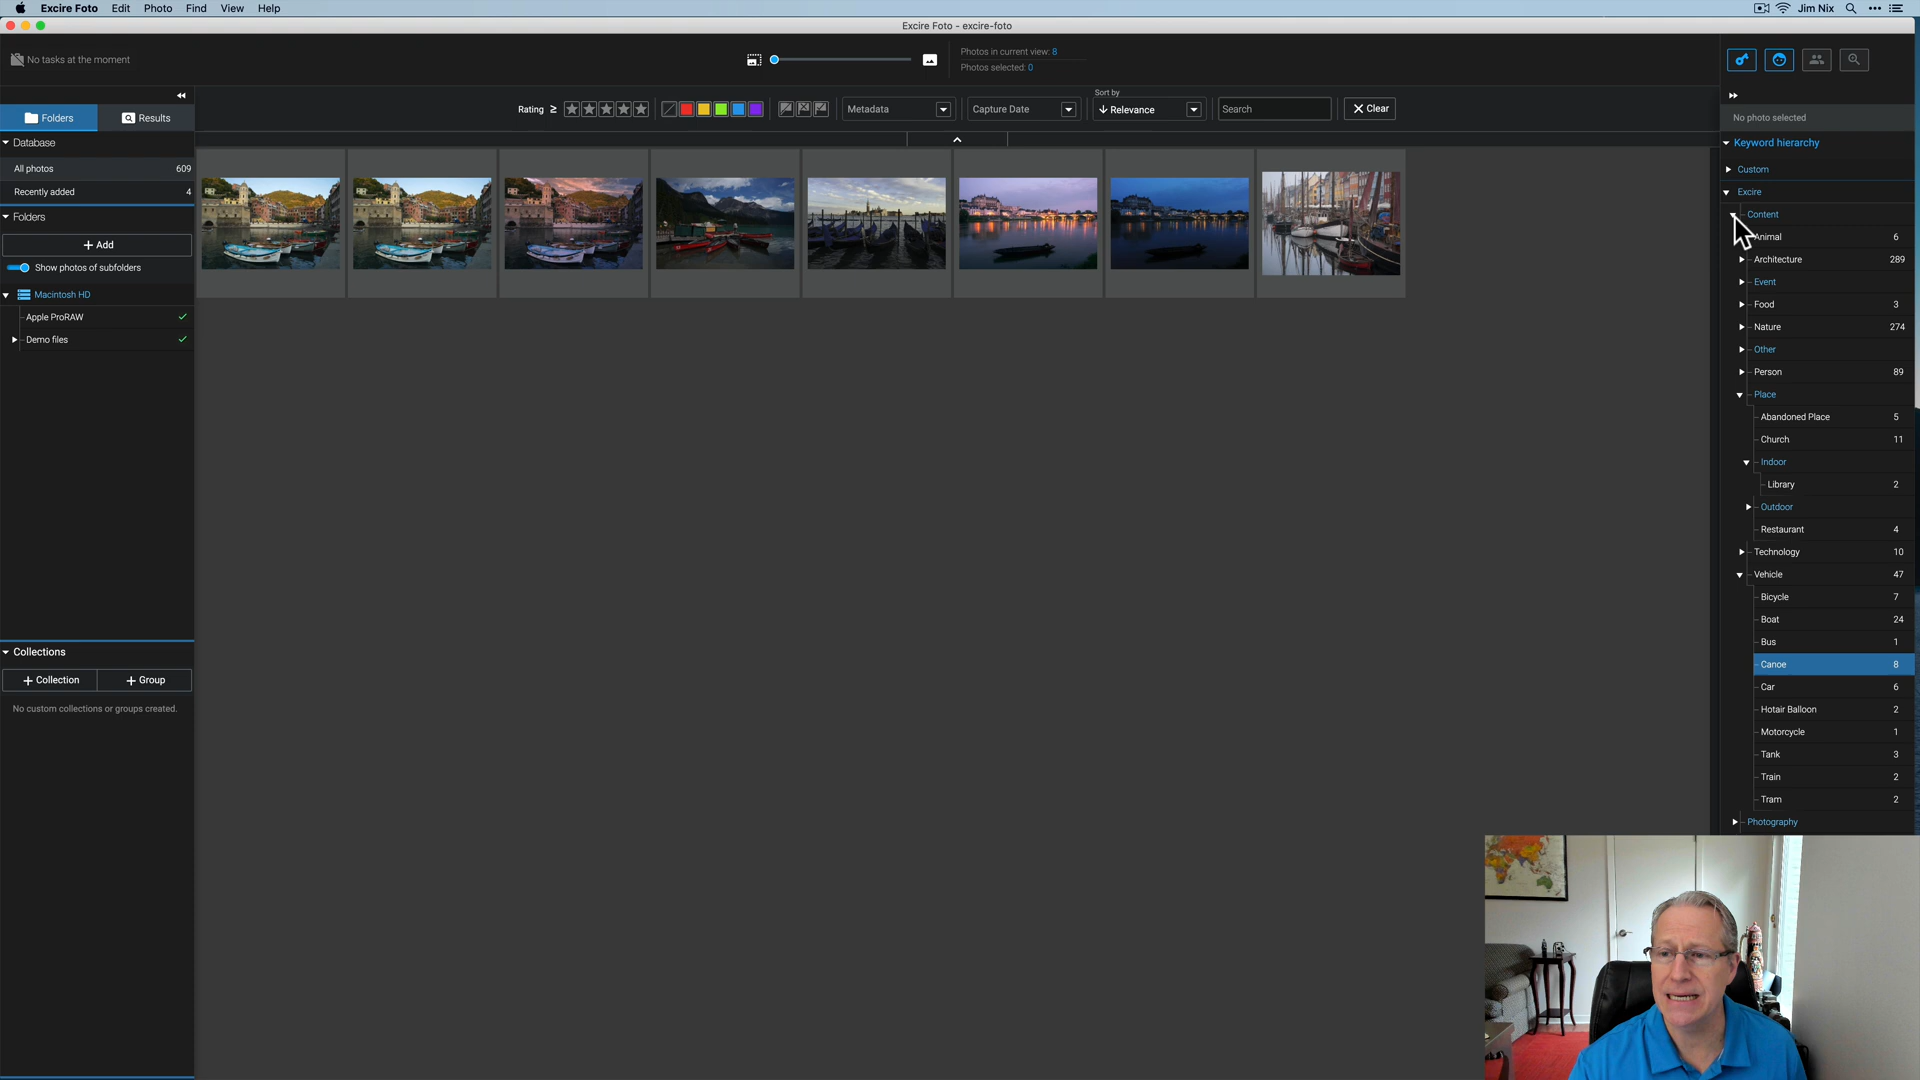 Excire Foto Edit Photo Find View Help
Jim Nix
Excire Foto - excire-foto
No tasks at the moment
Photos in current view: 8
Photos selected: 0
Folders Results
Rating ≥
Metadata
Capture Date
Sort by
Relevance
Search
Clear
No photo selected
Database
All photos 609
Recently added 4
Folders
+ Add
Show photos of subfolders
Macintosh HD
Apple ProRAW
Demo files
Collections
+ Collection
+ Group
No custom collections or groups created.
Keyword hierarchy
Custom
Excire
Content
Animal 6
Architecture 289
Event
Food 3
Nature 274
Other
Person 89
Place
Abandoned Place 5
Church 11
Indoor
Library 2
Outdoor
Restaurant 4
Technology 10
Vehicle 47
Bicycle 7
Boat 24
Bus 1
Canoe 8
Car 6
Hotair Balloon 2
Motorcycle 1
Tank 3
Train 2
Tram 2
Photography